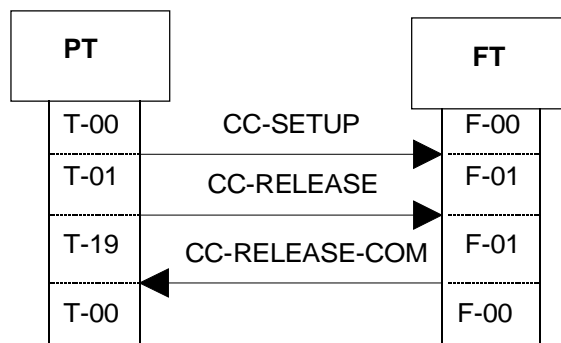 PT FT
T-00 CC-SETUP F-00
T-01 CC-RELEASE F-01
T-19 CC-RELEASE-COM F-01
T-00 F-00